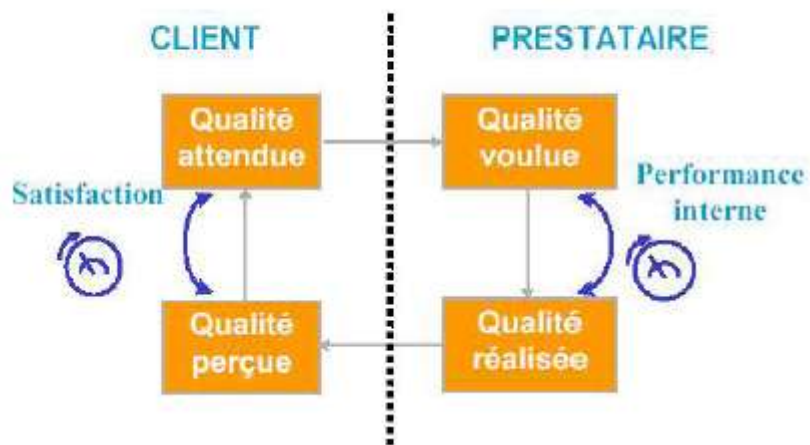 CLIENT
PRESTATAIRE
Qualité
attendue
Qualité
voulue
Satisfaction
Performance
interne
Qualité
perçue
Qualité
réalisée